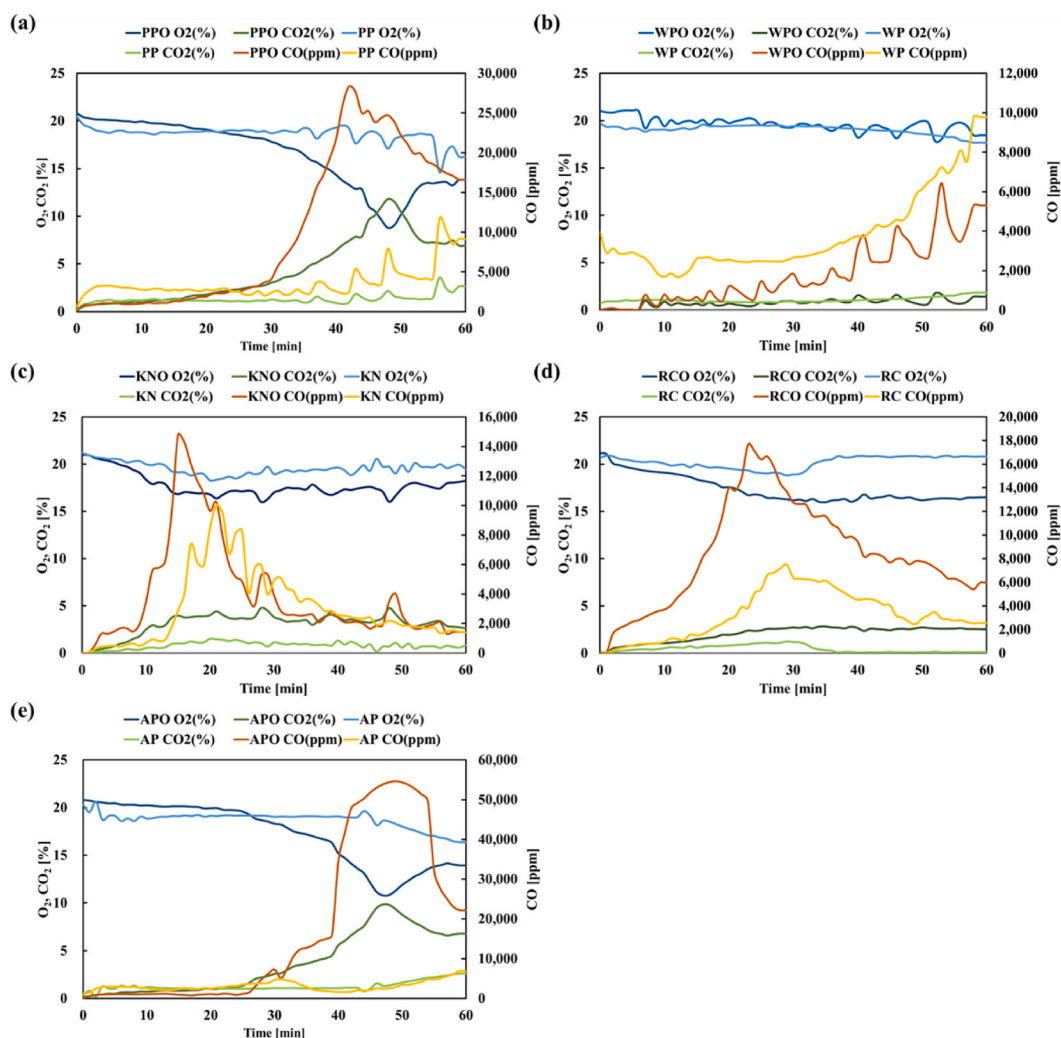 (a)
PPO O2(%) PPO CO2(%) PP O2(%)
PP CO2(%) PPO CO(ppm) PP CO(ppm)
25 30,000
20 25,000
15 20,000
10 15,000
5 10,000
0 5,000
0
0 10 20 30 40 50 60
O2, CO2 [%]
CO [ppm]
Time [min]
(b)
WPO O2(%) WPO CO2(%) WP O2(%)
WP CO2(%) WPO CO(ppm) WP CO(ppm)
25 12,000
20 10,000
15 8,000
10 6,000
5 4,000
0 2,000
0
0 10 20 30 40 50 60
O2, CO2 [%]
CO [ppm]
Time [min]
(c)
KNO O2(%) KNO CO2(%) KN O2(%)
KN CO2(%) KNO CO(ppm) KN CO(ppm)
25 16,000
20 14,000
15 12,000
10 10,000
5 8,000
0 6,000
4,000
2,000
0
0 10 20 30 40 50 60
O2, CO2 [%]
CO [ppm]
Time [min]
(d)
RCO O2(%) RCO CO2(%) RC O2(%)
RC CO2(%) RCO CO(ppm) RC CO(ppm)
25 20,000
20 18,000
15 16,000
10 14,000
5 12,000
0 10,000
8,000
6,000
4,000
2,000
0
0 10 20 30 40 50 60
O2, CO2 [%]
CO [ppm]
Time [min]
(e)
APO O2(%) APO CO2(%) AP O2(%)
AP CO2(%) APO CO(ppm) AP CO(ppm)
25 60,000
20 50,000
15 40,000
10 30,000
5 20,000
0 10,000
0
0 10 20 30 40 50 60
O2, CO2 [%]
CO [ppm]
Time [min]